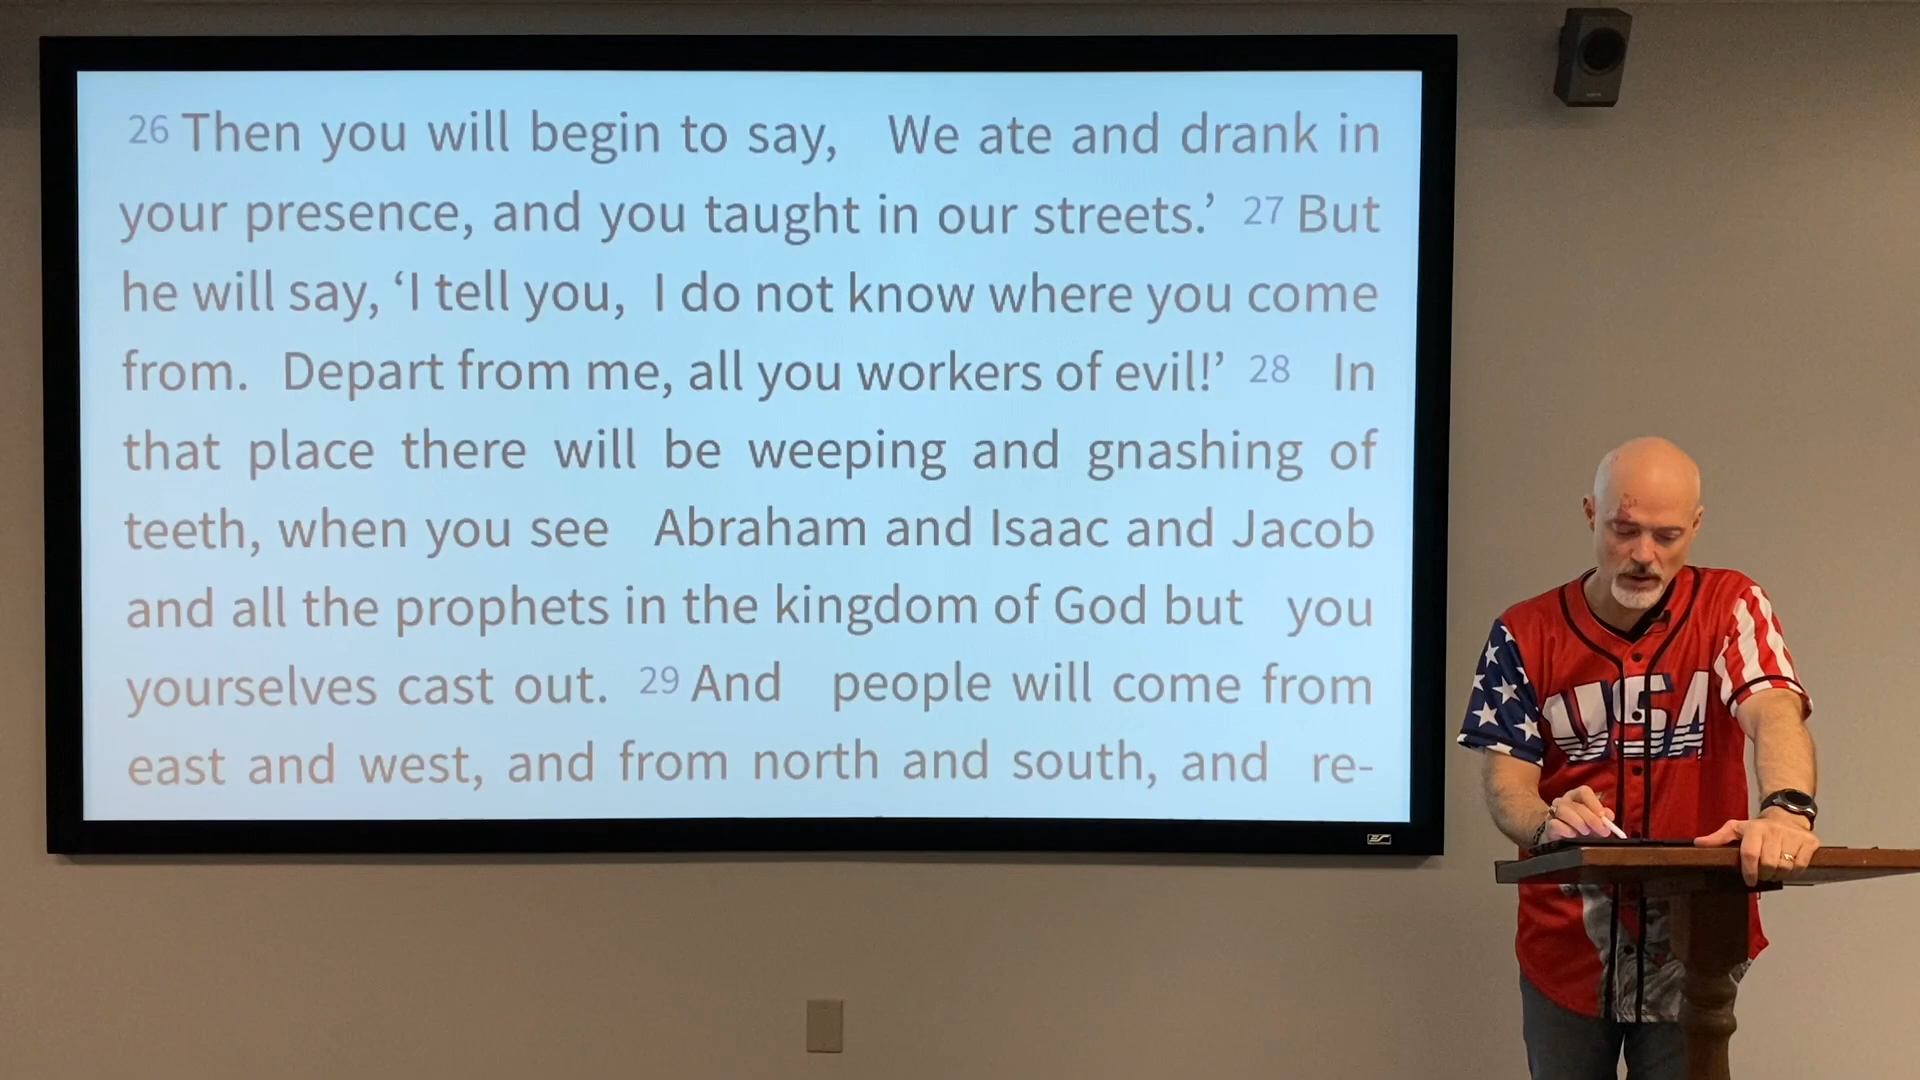 26 Then you will begin to say, We ate and drank in
your presence, and you taught in our streets.’ 27 But
he will say, ‘I tell you, I do not know where you come
from. Depart from me, all you workers of evil!’ 28 In
that place there will be weeping and gnashing of
teeth, when you see Abraham and Isaac and Jacob
and all the prophets in the kingdom of God but you
yourselves cast out. 29 And people will come from
east and west, and from north and south, and re-
USA